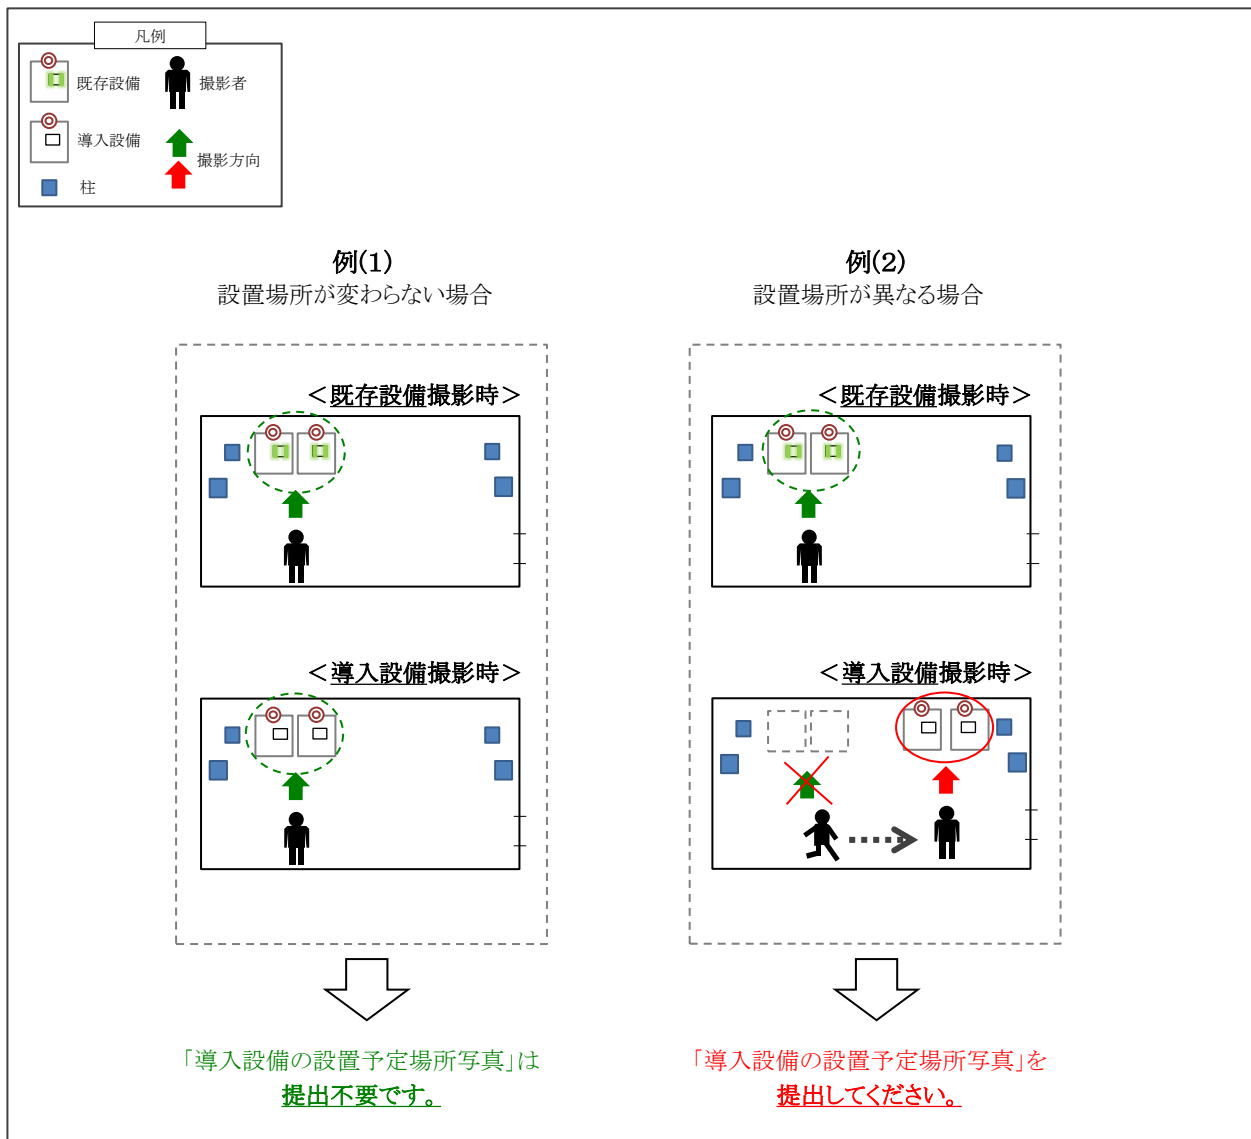 凡例
既存設備
撮影者
導入設備
撮影方向
柱
例(1)
設置場所が変わらない場合
<既存設備撮影時>
<導入設備撮影時>
「導入設備の設置予定場所写真」は
提出不要です。
例(2)
設置場所が異なる場合
<既存設備撮影時>
<導入設備撮影時>
「導入設備の設置予定場所写真」を
提出してください。